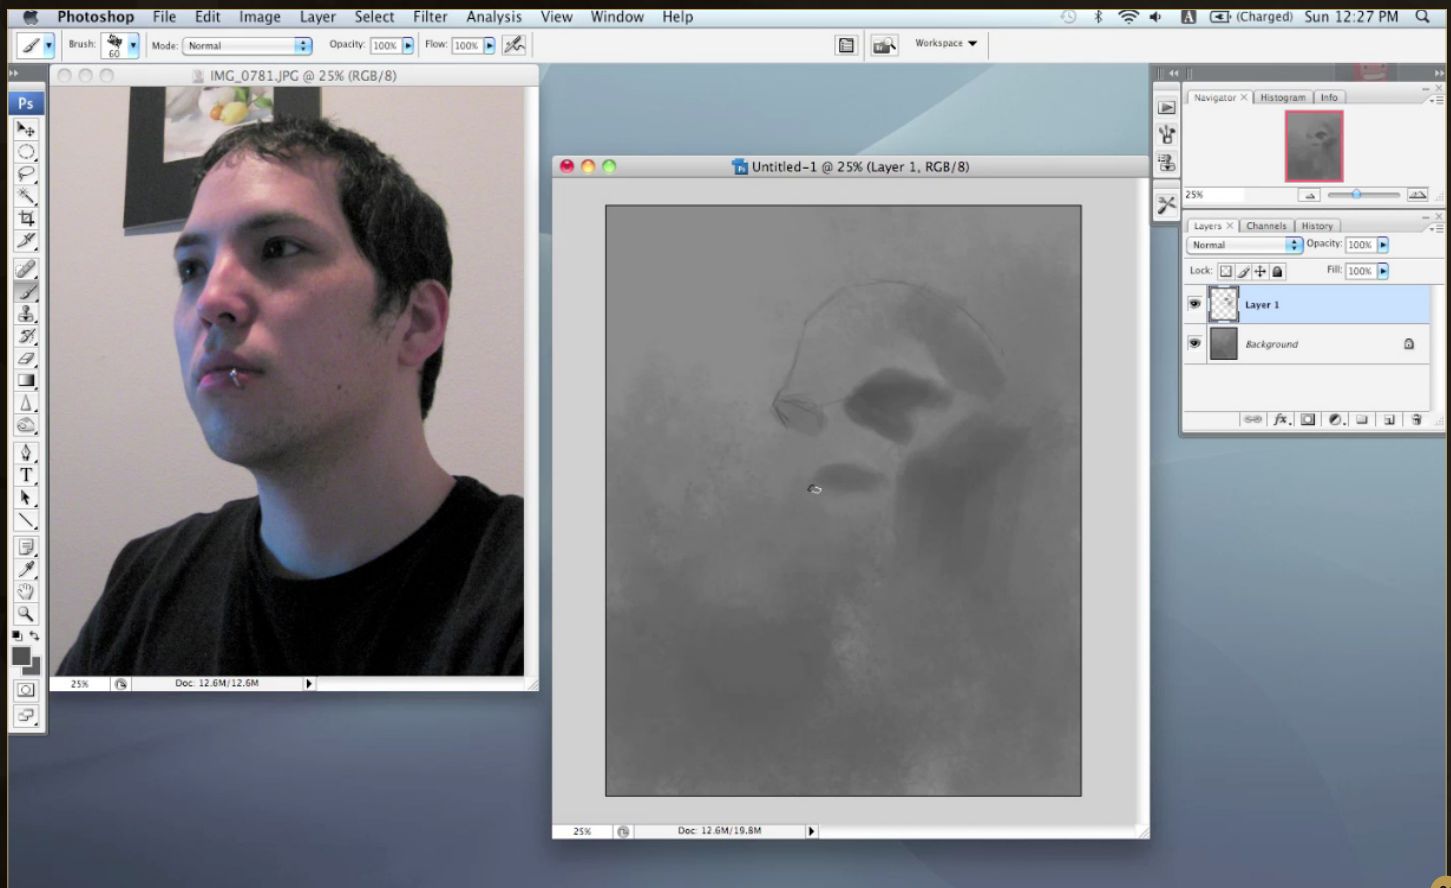 Photoshop File Edit Image Layer Select Filter Analysis View Window Help (Charged) Sun 12:27 PM
Brush: 60 Mode: Normal Opacity: 100% Flow: 100% Workspace
IMG_0781.JPG @ 25% (RGB/8)
Ps
T
25% Doc: 12.6M/12.6M
Untitled-1 @ 25% (Layer 1, RGB/8)
25% Doc: 12.6M/19.8M
Navigator × Histogram Info
25%
Layers × Channels History
Normal Opacity: 100%
Lock: Fill: 100%
Layer 1
Background
fx.